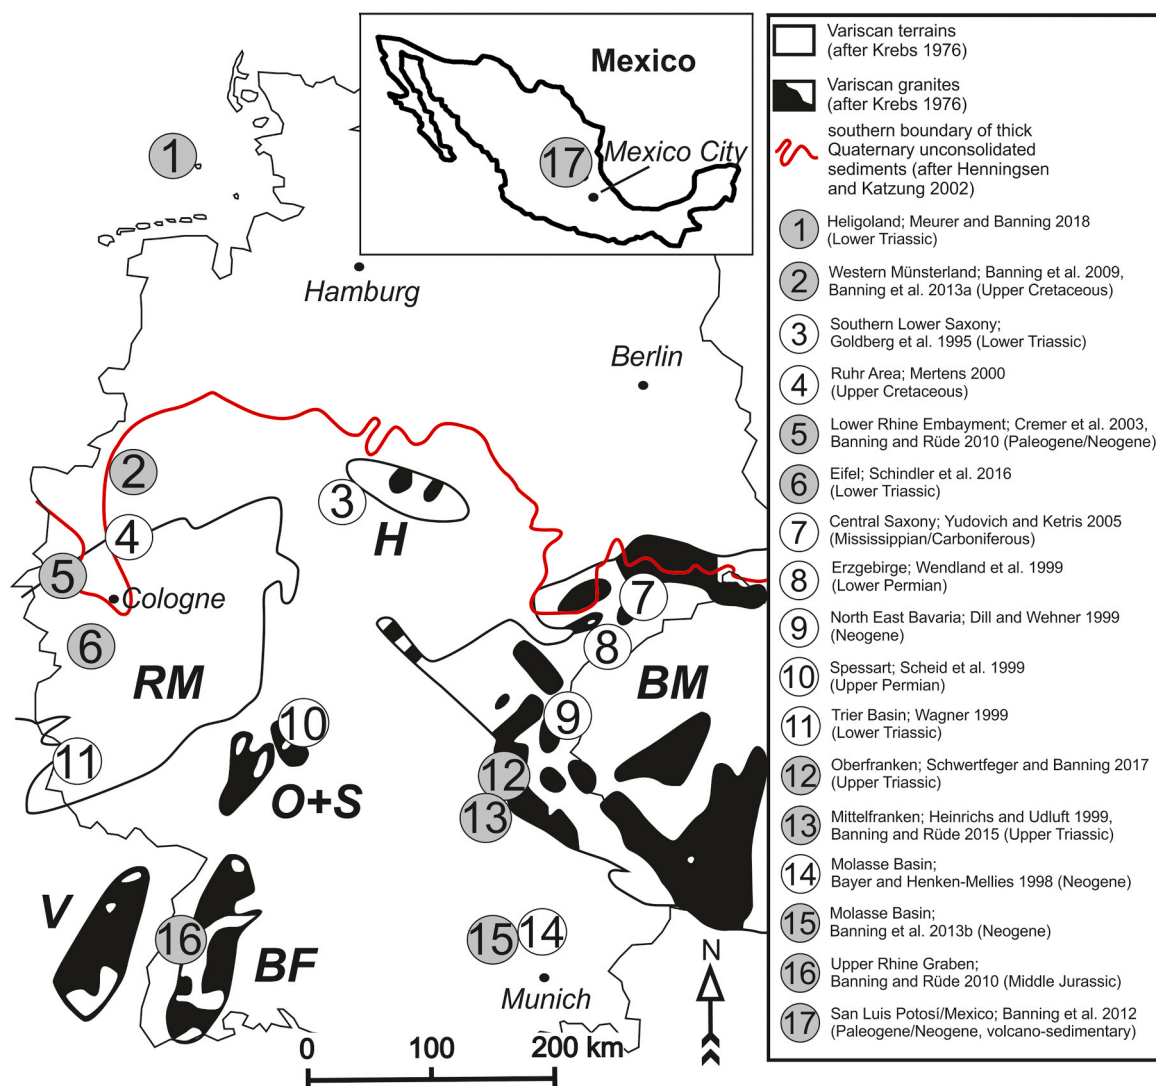 Mexico
1
17
Mexico City
Hamburg
Berlin
2
3
4
H
5
Cologne
7
6
8
RM
BM
9
10
11
12
O+S
13
V
16
BF
15
14
N
Munich
0
100
200 km
Variscan terrains
(after Krebs 1976)
Variscan granites
(after Krebs 1976)
southern boundary of thick
Quaternary unconsolidated
sediments (after Henningsen
and Katzung 2002)
1
Heligoland; Meurer and Banning 2018
(Lower Triassic)
2
Western Münsterland; Banning et al. 2009,
Banning et al. 2013a (Upper Cretaceous)
3
Southern Lower Saxony;
Goldberg et al. 1995 (Lower Triassic)
4
Ruhr Area; Mertens 2000
(Upper Cretaceous)
5
Lower Rhine Embayment; Cremer et al. 2003,
Banning and Rüde 2010 (Paleogene/Neogene)
6
Eifel; Schindler et al. 2016
(Lower Triassic)
7
Central Saxony; Yudovich and Ketris 2005
(Mississippian/Carboniferous)
8
Erzgebirge; Wendland et al. 1999
(Lower Permian)
9
North East Bavaria; Dill and Wehner 1999
(Neogene)
10
Spessart; Scheid et al. 1999
(Upper Permian)
11
Trier Basin; Wagner 1999
(Lower Triassic)
12
Oberfranken; Schwertfeger and Banning 2017
(Upper Triassic)
13
Mittelfranken; Heinrichs and Udluft 1999,
Banning and Rüde 2015 (Upper Triassic)
14
Molasse Basin;
Bayer and Henken-Mellies 1998 (Neogene)
15
Molasse Basin;
Banning et al. 2013b (Neogene)
16
Upper Rhine Graben;
Banning and Rüde 2010 (Middle Jurassic)
17
San Luis Potosí/Mexico; Banning et al. 2012
(Paleogene/Neogene, volcano-sedimentary)